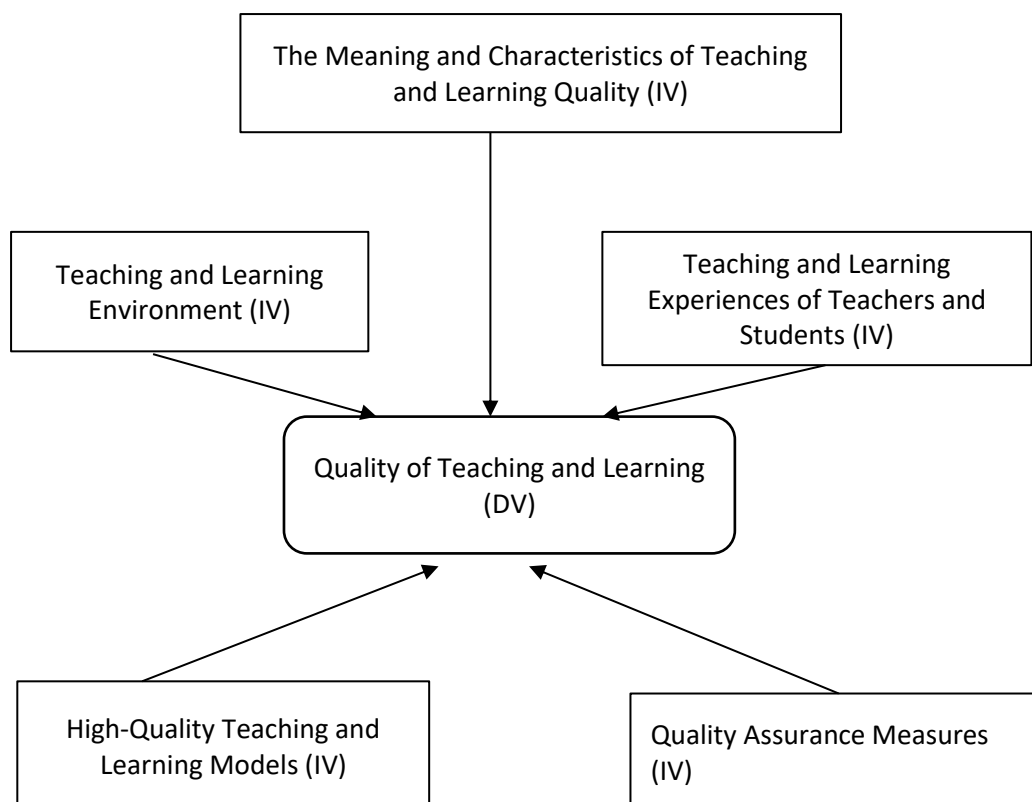 The Meaning and Characteristics of Teaching
and Learning Quality (IV)
Teaching and Learning
Environment (IV)
Teaching and Learning
Experiences of Teachers and
Students (IV)
Quality of Teaching and Learning
(DV)
High-Quality Teaching and
Learning Models (IV)
Quality Assurance Measures
(IV)